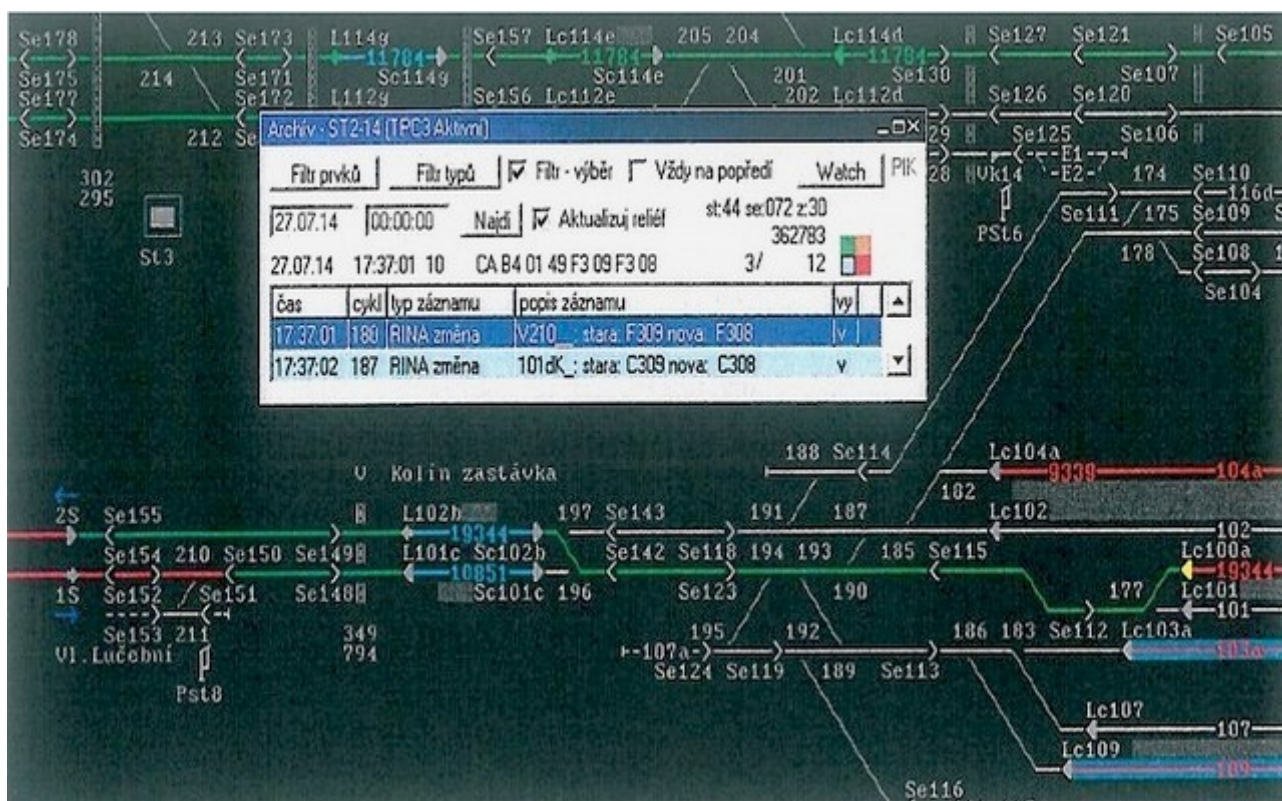 Se178 213 Se173 L114g Se157 Lc114e 205 204 Lc114d Se127 Se121 Se105
11784 11784 11784
Se175 214 Se171 Sc114g Sc114e 201 Se130 Se107
Se177 Se172 L112g Se156 Lc112e 202 Lc112d Se126 Se120
Se174 212 Se Se125 Se106
Archív - ST2-14 (TPC3 Aktivní)
29 E1
28 Vk14 E2 174 Se110
302
295
Filtr prvků Filtr typů Filtr - výběr Vždy na popředí Watch PIK
116d
Se111 175 Se109
27.07.14 00:00:00 Najdi Aktualizuj reliéf st:44 se:072 z:30
362783
PSt6
178 Se108
Se104
St3
27.07.14 17:37:01 10 CA B4 01 49 F3 09 F3 08 3/ 12
čas cykl typ záznamu popis záznamu vy
17:37:01 180 RINA změna V210__: stara: F309 nova: F308 v
17:37:02 187 RINA změna 101dK_: stara: C309 nova: C308 v
188 Se114 Lc104a
V Kolín zastávka
9339 104a
182
2S Se155 L102b 197 Se143 191 187 Lc102
19344 102
Se154 210 Se150 Se149 L101c Sc102b Se142 Se118 194 193 185 Se115 Lc100a
10851 19344
1S Se152 Se151 Se148 Sc101c 196 Se123 190 177 Lc101
101
Se153 211 349 195 192 186 183 Se112 Lc103a
Vl.Lučební 794 107a 103a
Se124 Se119 189 Se113
Pst8
Lc107
107
Lc109
109
Se116